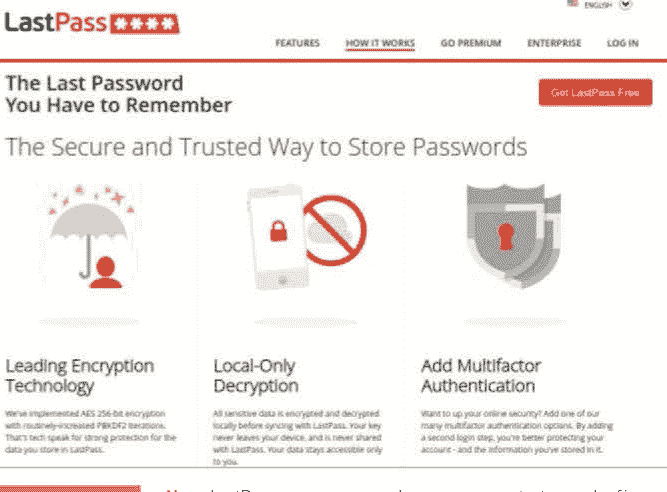 ENGLISH
LastPass ****
FEATURES HOW IT WORKS GO PREMIUM ENTERPRISE LOG IN
The Last Password
You Have to Remember
Get LastPass Free
The Secure and Trusted Way to Store Passwords
Leading Encryption
Technology
We've implemented AES 256-bit encryption
with routinely-increased PBKDF2 iterations.
That's tech speak for strong protection for the
data you store in LastPass.
Local-Only
Decryption
All sensitive data is encrypted and decrypted
locally before syncing with LastPass. Your key
never leaves your device, and is never shared
with LastPass. Your data stays accessible only
to you.
Add Multifactor
Authentication
Want to up your online security? Add one of our
many multifactor authentication options. By adding
a second login step, you're better protecting your
account - and the information you've stored in it.